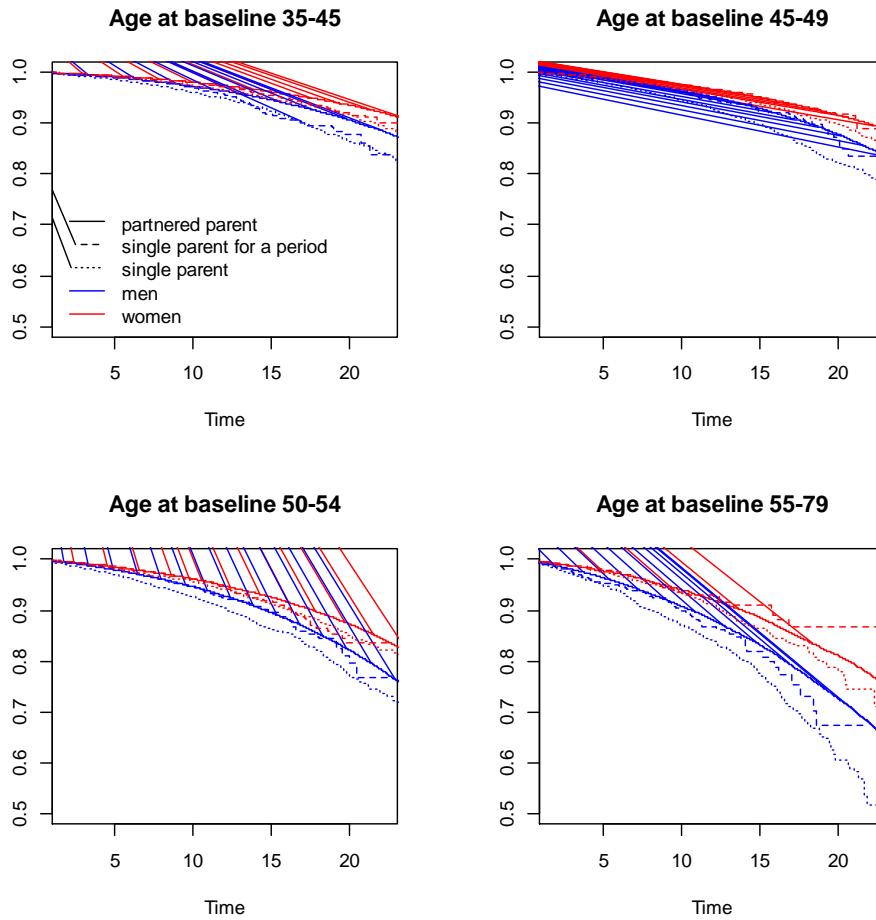 Age at baseline 35-45
1.0
0.9
0.8
0.7
0.6
0.5
partnered parent
single parent for a period
single parent
men
women
5 10 15 20
Time
Age at baseline 45-49
1.0
0.9
0.8
0.7
0.6
0.5
5 10 15 20
Time
Age at baseline 50-54
1.0
0.9
0.8
0.7
0.6
0.5
5 10 15 20
Time
Age at baseline 55-79
1.0
0.9
0.8
0.7
0.6
0.5
5 10 15 20
Time